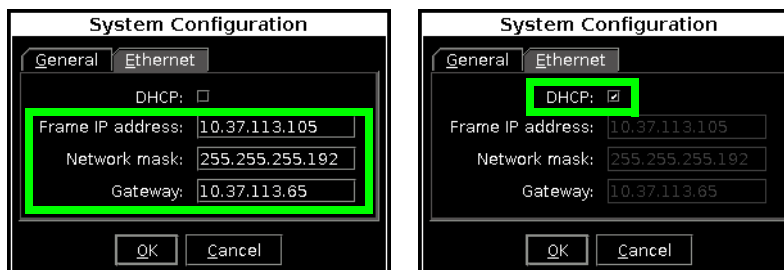 System Configuration
General Ethernet
DHCP:
Frame IP address: 10.37.113.105
Network mask: 255.255.255.192
Gateway: 10.37.113.65
OK Cancel
System Configuration
General Ethernet
DHCP:
Frame IP address: 10.37.113.105
Network mask: 255.255.255.192
Gateway: 10.37.113.65
OK Cancel